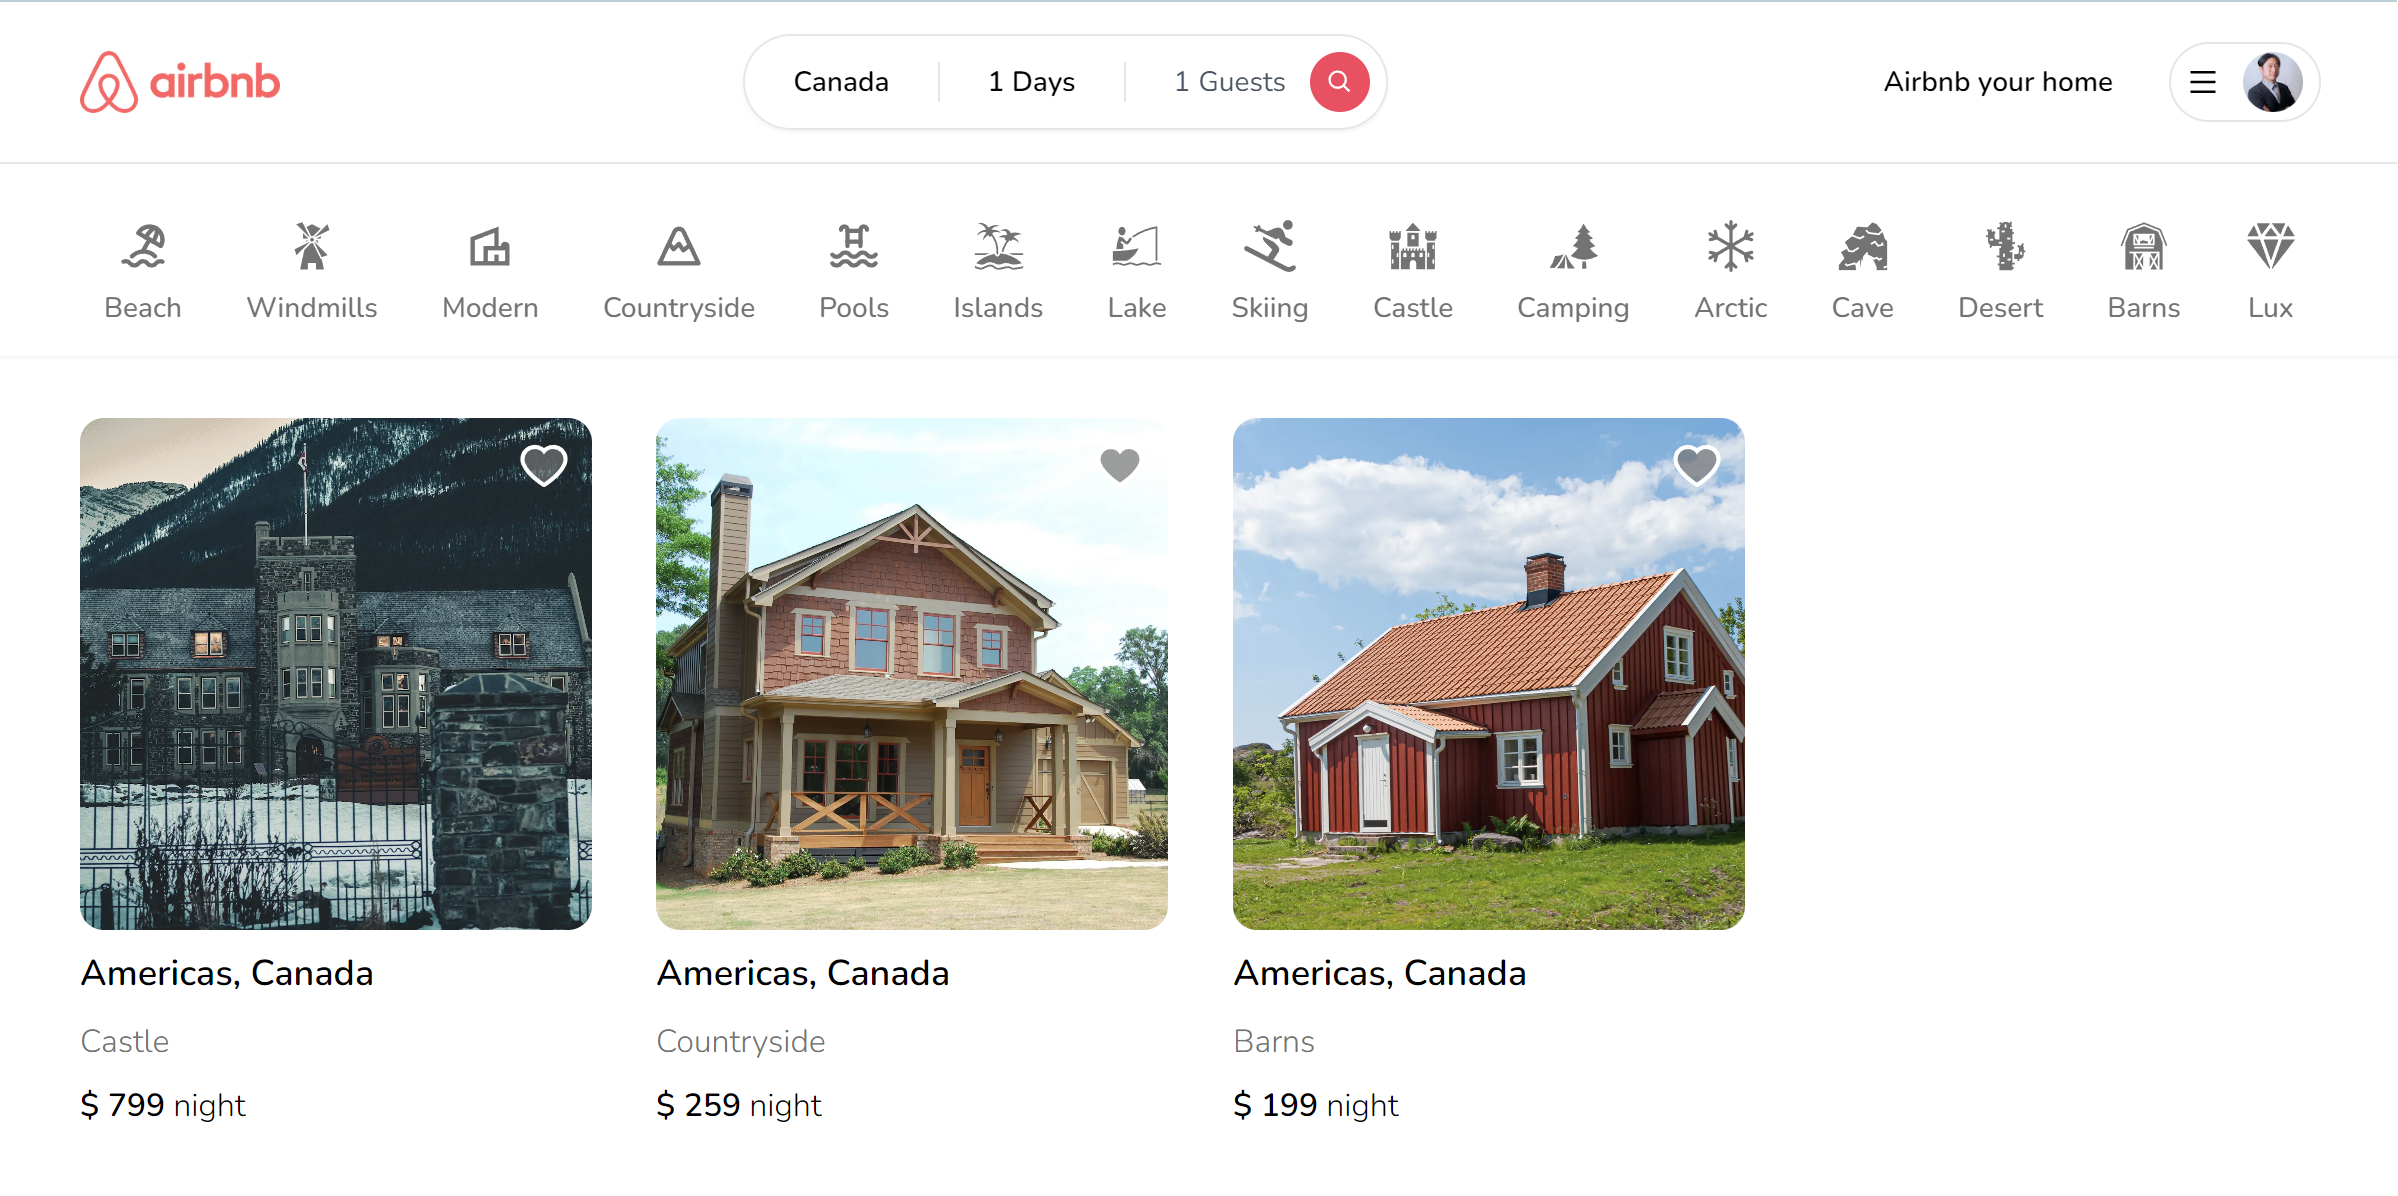 airbnb
Canada 1 Days 1 Guests
Airbnb your home
Beach Windmills Modern Countryside Pools Islands Lake Skiing Castle Camping Arctic Cave Desert Barns Lux
Americas, Canada
Castle
$ 799 night
Americas, Canada
Countryside
$ 259 night
Americas, Canada
Barns
$ 199 night